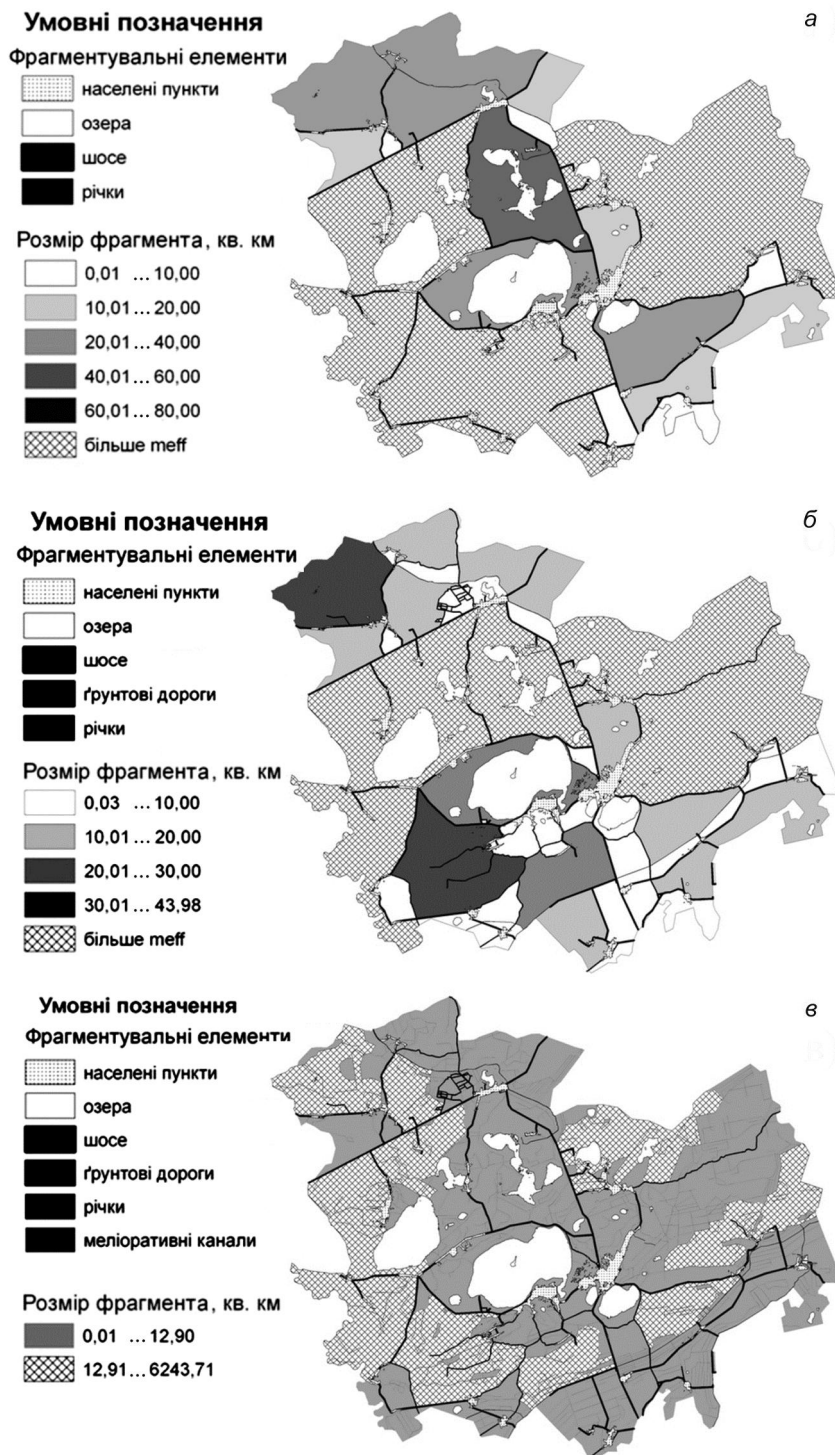 а
Умовні позначення
Фрагментувальні елементи
населені пункти
озера
шосе
річки
Розмір фрагмента, кв. км
0,01 ... 10,00
10,01 ... 20,00
20,01 ... 40,00
40,01 ... 60,00
60,01 ... 80,00
більше meff
б
Умовні позначення
Фрагментувальні елементи
населені пункти
озера
шосе
ґрунтові дороги
річки
Розмір фрагмента, кв. км
0,03 ... 10,00
10,01 ... 20,00
20,01 ... 30,00
30,01 ... 43,98
більше meff
в
Умовні позначення
Фрагментувальні елементи
населені пункти
озера
шосе
ґрунтові дороги
річки
меліоративні канали
Розмір фрагмента, кв. км
0,01 ... 12,90
12,91 ... 6243,71